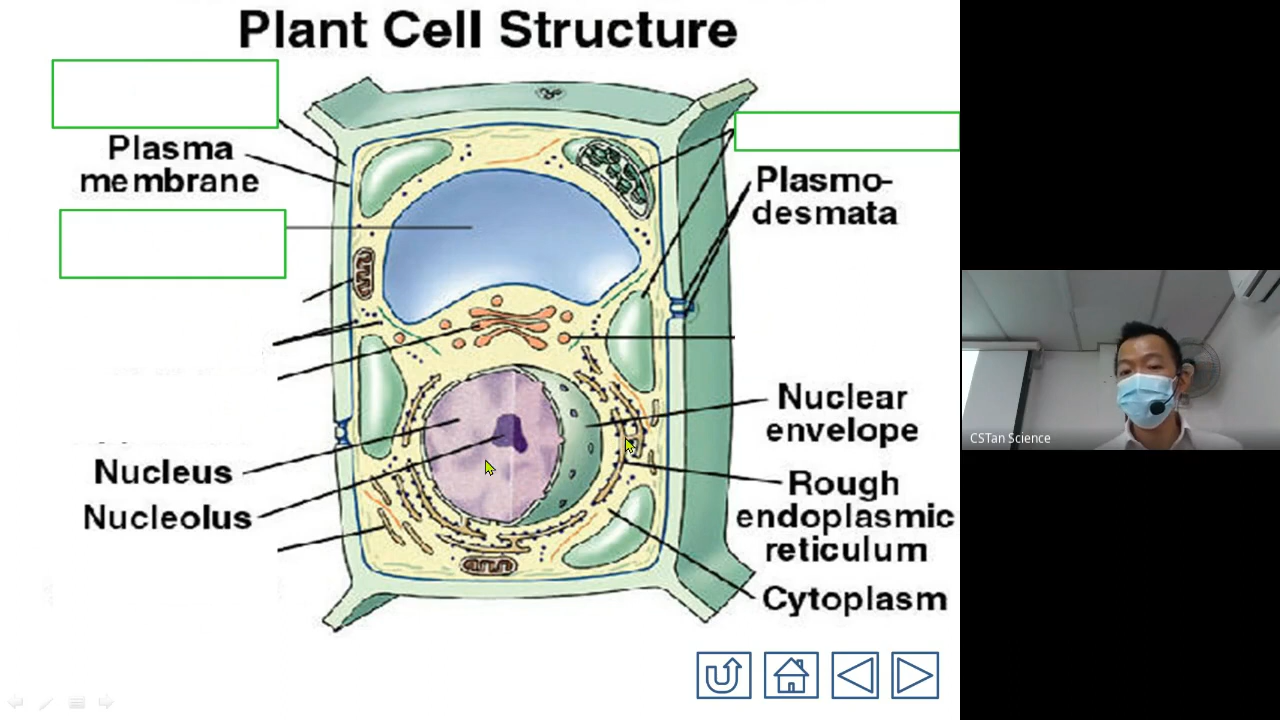 Plant Cell Structure
Plasma
membrane
Plasmo-
desmata
Nuclear
envelope
Nucleus
Nucleolus
Rough
endoplasmic
reticulum
Cytoplasm
CSTan Science